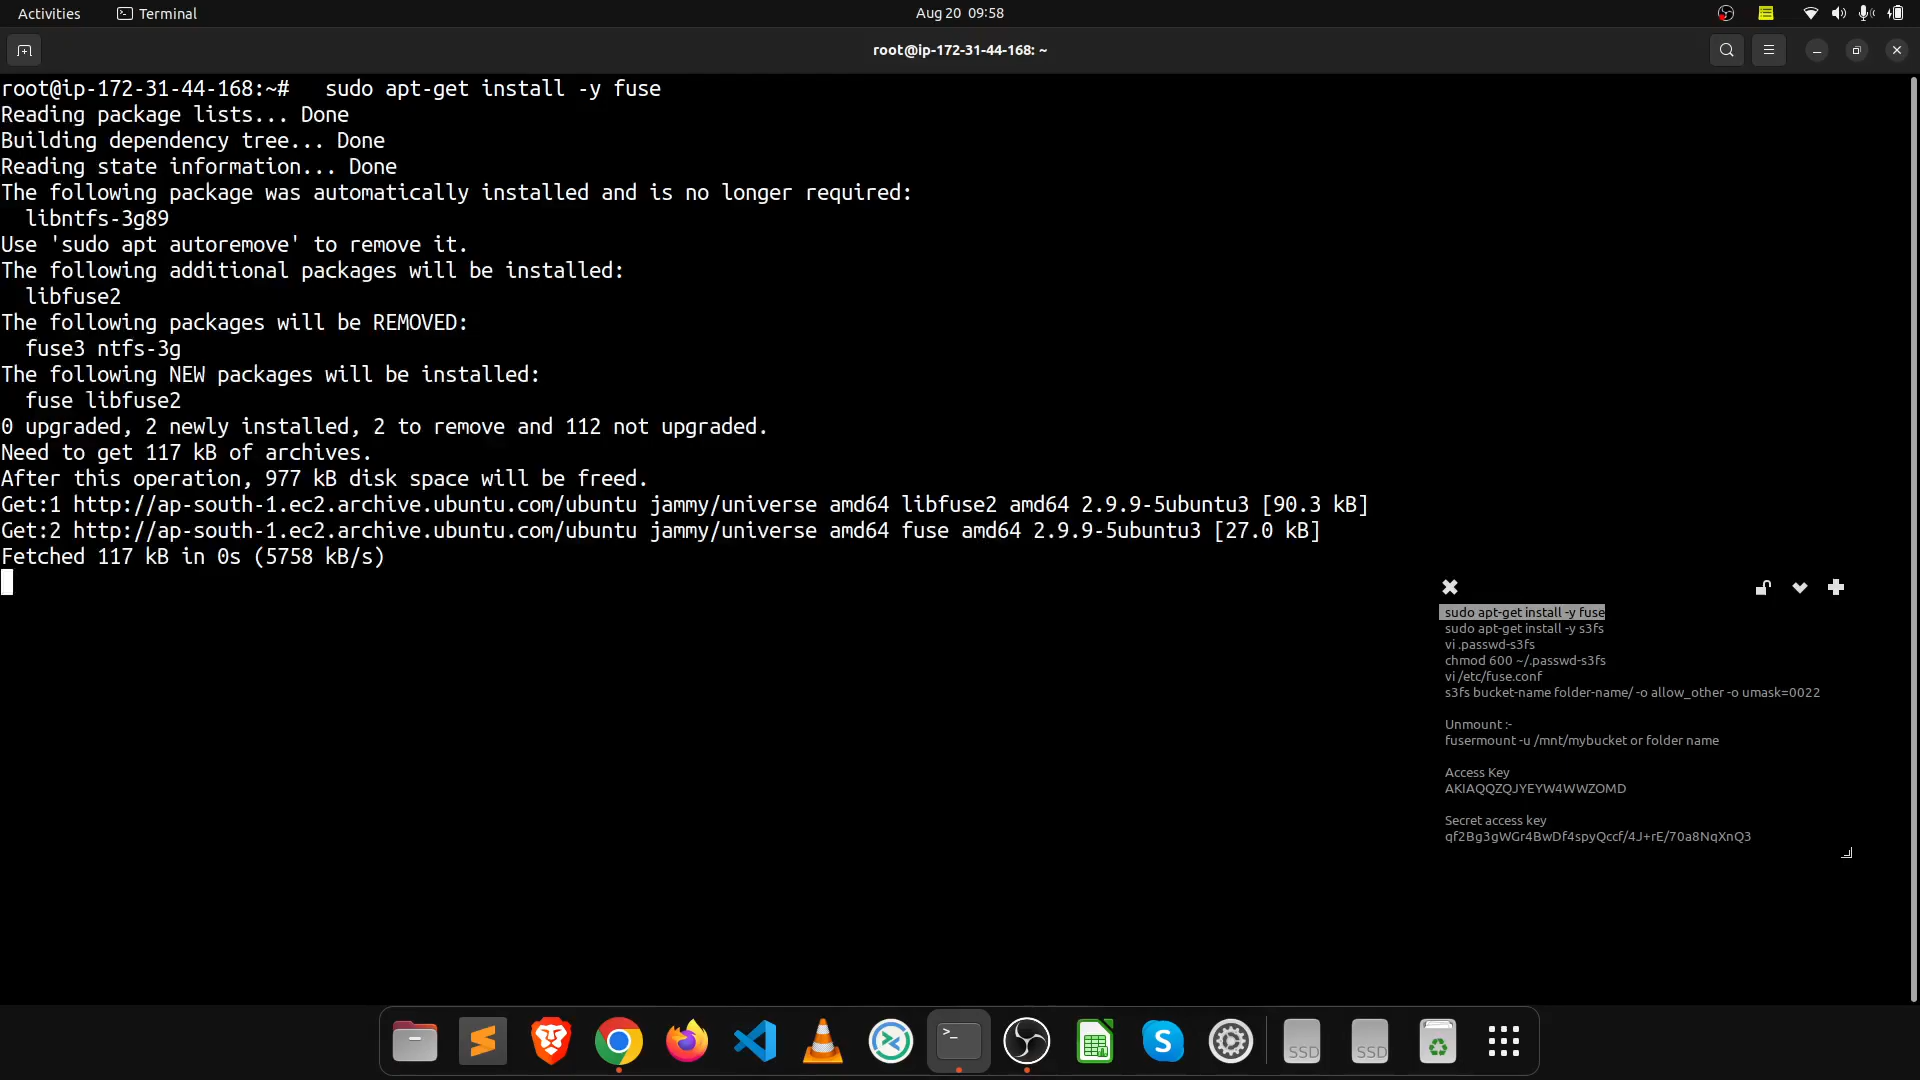 Activities
Terminal
Aug 20 09:58
root@ip-172-31-44-168: ~
root@ip-172-31-44-168:~# sudo apt-get install -y fuse
Reading package lists... Done
Building dependency tree... Done
Reading state information... Done
The following package was automatically installed and is no longer required:
libntfs-3g89
Use 'sudo apt autoremove' to remove it.
The following additional packages will be installed:
libfuse2
The following packages will be REMOVED:
fuse3 ntfs-3g
The following NEW packages will be installed:
fuse libfuse2
0 upgraded, 2 newly installed, 2 to remove and 112 not upgraded.
Need to get 117 kB of archives.
After this operation, 977 kB disk space will be freed.
Get:1 http://ap-south-1.ec2.archive.ubuntu.com/ubuntu jammy/universe amd64 libfuse2 amd64 2.9.9-5ubuntu3 [90.3 kB]
Get:2 http://ap-south-1.ec2.archive.ubuntu.com/ubuntu jammy/universe amd64 fuse amd64 2.9.9-5ubuntu3 [27.0 kB]
Fetched 117 kB in 0s (5758 kB/s)
sudo apt-get install -y fuse
sudo apt-get install -y s3fs
vi .passwd-s3fs
chmod 600 ~/.passwd-s3fs
vi /etc/fuse.conf
s3fs bucket-name folder-name/ -o allow_other -o umask=0022
Unmount :-
fusermount -u /mnt/mybucket or folder name
Access Key
AKIAQQZQJYEYW4WWZOMD
Secret access key
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
SSD
SSD